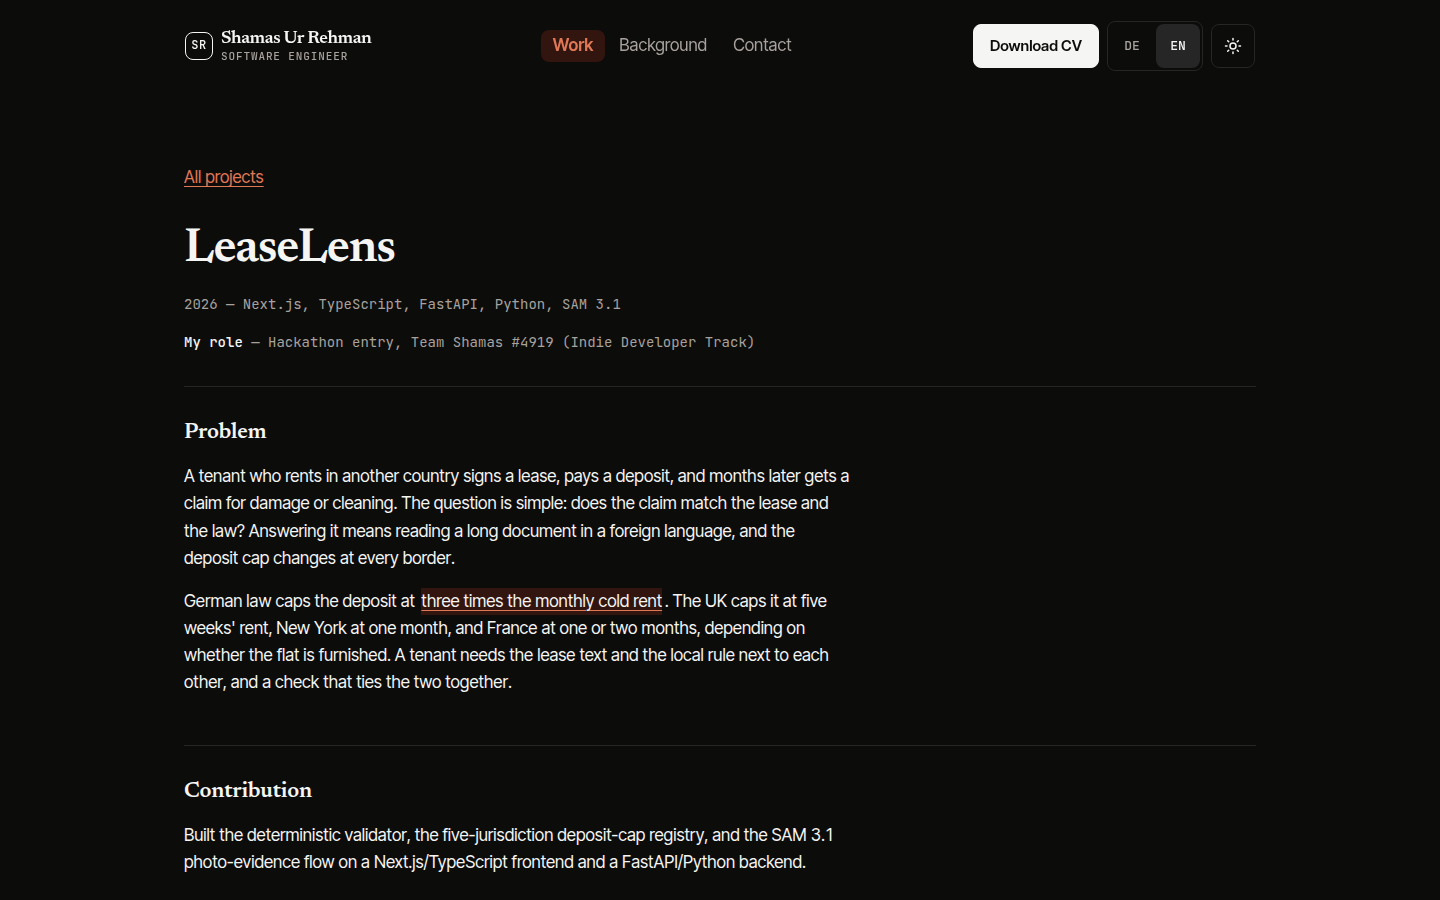 SR
Shamas Ur Rehman
SOFTWARE ENGINEER
Work
Background
Contact
Download CV
DE
EN
All projects
LeaseLens
2026 — Next.js, TypeScript, FastAPI, Python, SAM 3.1
My role — Hackathon entry, Team Shamas #4919 (Indie Developer Track)
Problem
A tenant who rents in another country signs a lease, pays a deposit, and months later gets a
claim for damage or cleaning. The question is simple: does the claim match the lease and
the law? Answering it means reading a long document in a foreign language, and the
deposit cap changes at every border.
German law caps the deposit at three times the monthly cold rent. The UK caps it at five
weeks' rent, New York at one month, and France at one or two months, depending on
whether the flat is furnished. A tenant needs the lease text and the local rule next to each
other, and a check that ties the two together.
Contribution
Built the deterministic validator, the five-jurisdiction deposit-cap registry, and the SAM 3.1
photo-evidence flow on a Next.js/TypeScript frontend and a FastAPI/Python backend.